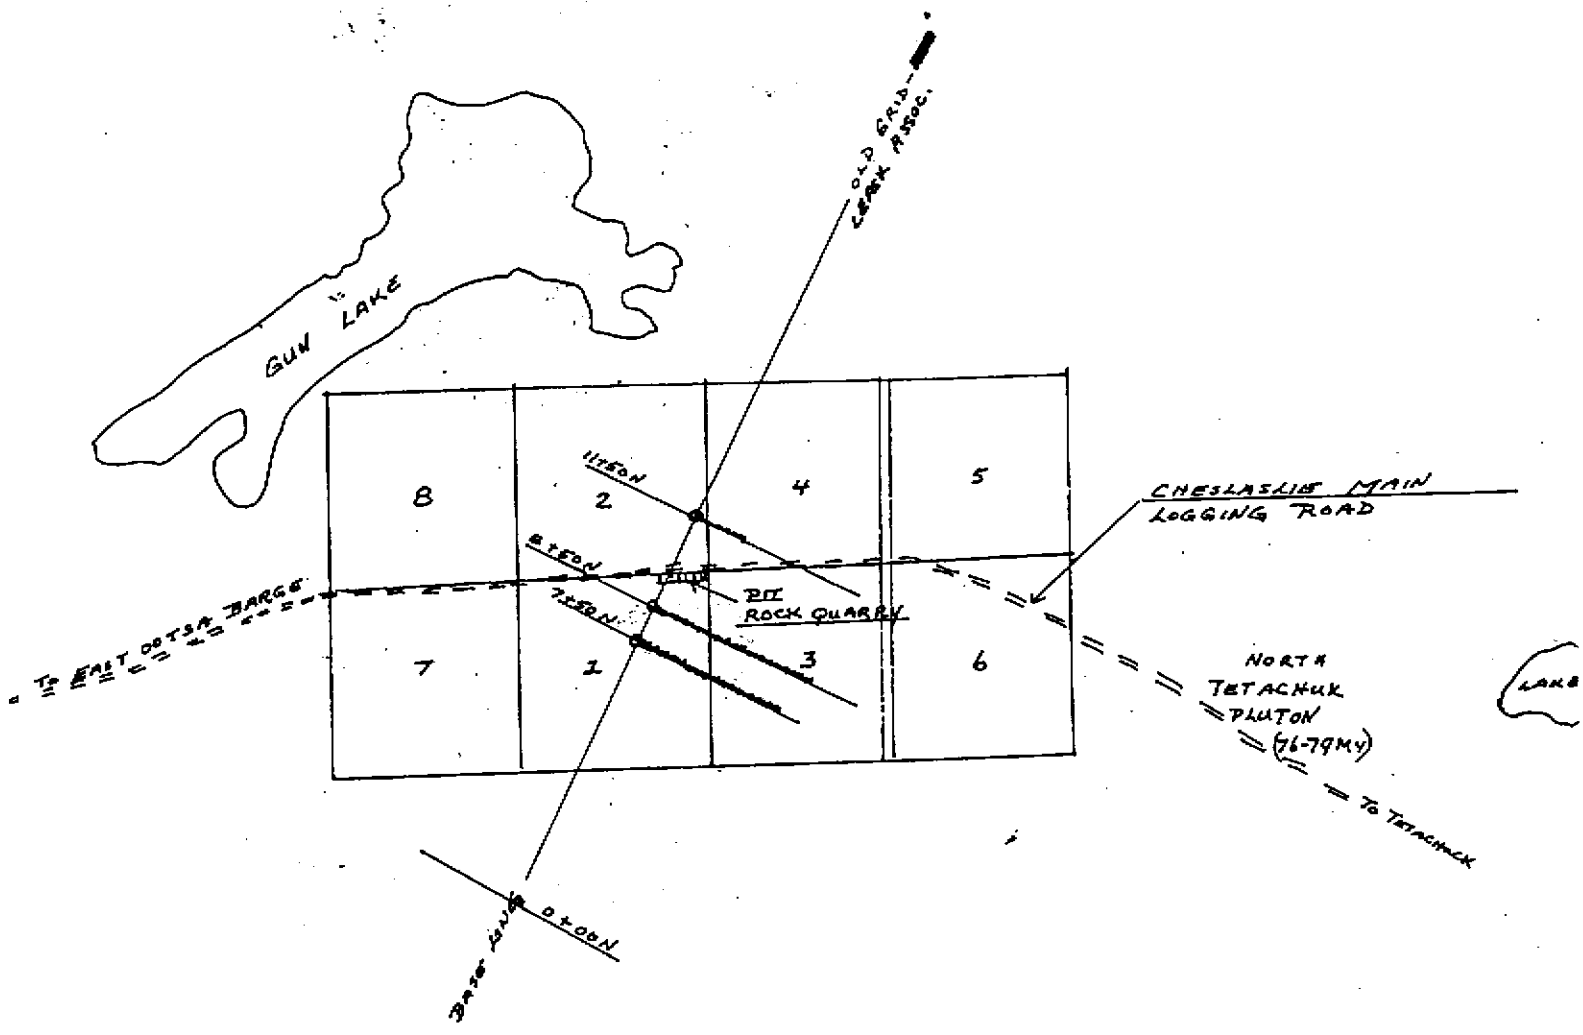 OLD GRID-
LEASK ASSOC.
GUN LAKE
11+50N
8
2
4
5
CHESLASLIE MAIN
LOGGING ROAD
8+50N
TO EAST OOTSA BARGE
7+50N
PIT
ROCK QUARRY
7
1
3
6
NORTH
TETACHUK
PLUTON
(76-79MY)
LAKE
TO TETACHUCK
0+00N
BASE LINE